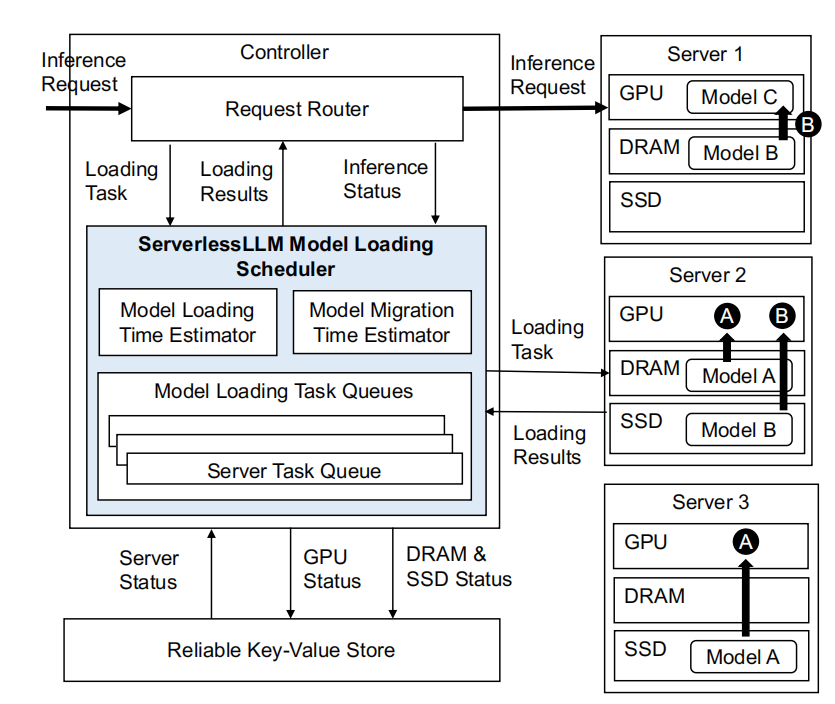 Controller
Inference
Request
Request Router
Inference
Request
Loading
Task
Loading
Results
Inference
Status
ServerlessLLM Model Loading
Scheduler
Model Loading
Time Estimator
Model Migration
Time Estimator
Model Loading Task Queues
Server Task Queue
Loading
Task
Loading
Results
Server
Status
GPU
Status
DRAM &
SSD Status
Reliable Key-Value Store
Server 1
GPU
Model C
B
DRAM
Model B
SSD
Server 2
GPU
A
B
DRAM
Model A
SSD
Model B
Server 3
GPU
A
DRAM
SSD
Model A